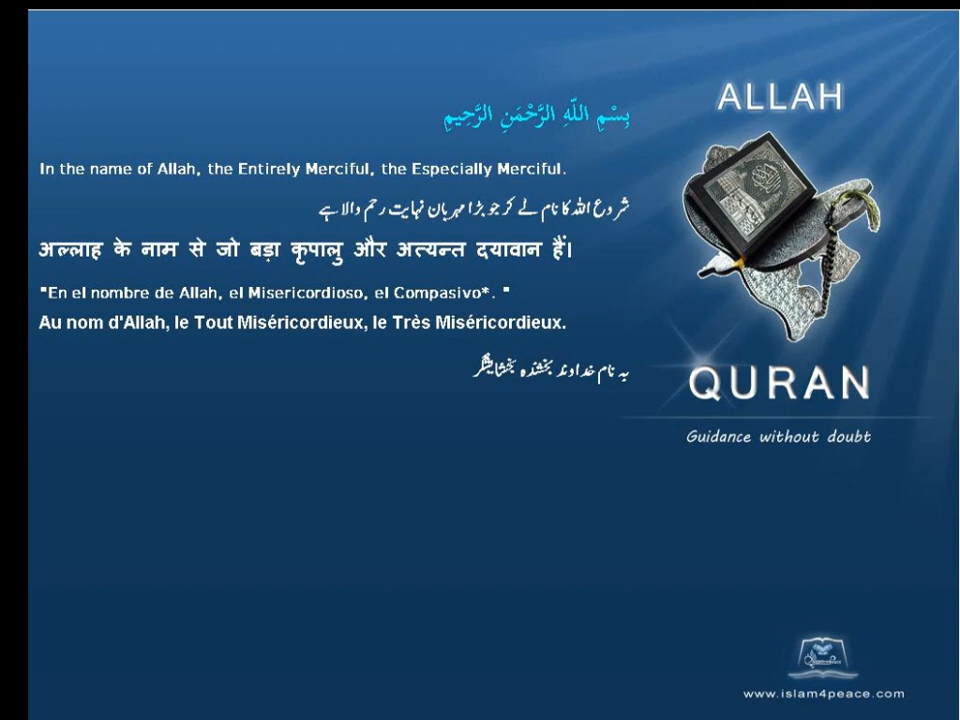 بِسْمِ اللّهِ الرَّحْمَنِ الرَّحِيمِ
In the name of Allah, the Entirely Merciful, the Especially Merciful.
شروع الله کا نام لے کر جو بڑا مہربان نہایت رحم والا ہے
अल्लाह के नाम से जो बड़ा कृपालु और अत्यन्त दयावान हैं।
"En el nombre de Allah, el Misericordioso, el Compasivo*. "
Au nom d'Allah, le Tout Miséricordieux, le Très Miséricordieux.
به نام خداوند بخشنده بخشایشگر
ALLAH
QURAN
Guidance without doubt
www.islam4peace.com